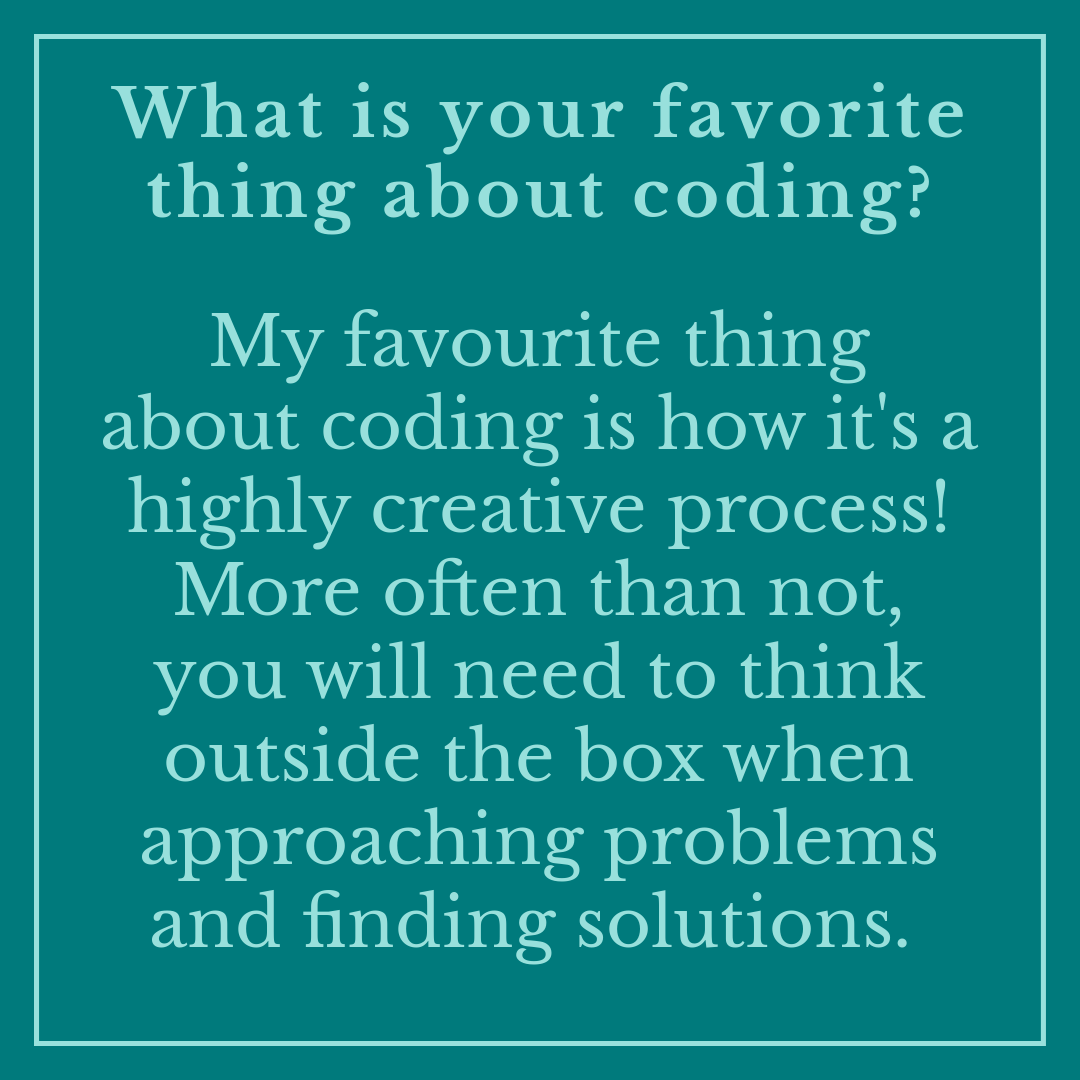 What is your favorite
thing about coding?
My favourite thing
about coding is how it's a
highly creative process!
More often than not,
you will need to think
outside the box when
approaching problems
and finding solutions.